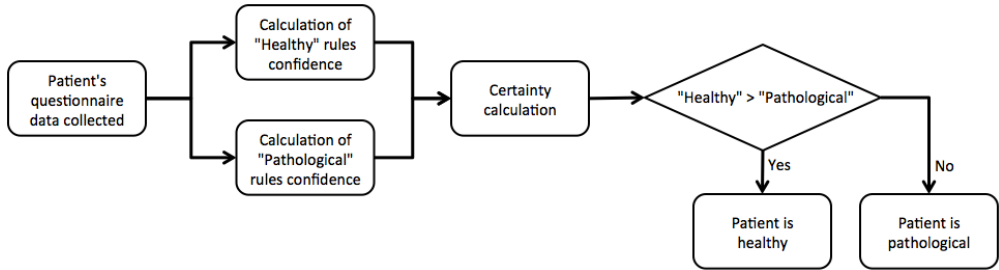 Patient's
questionnaire
data collected
Calculation of
"Healthy" rules
confidence
Calculation of
"Pathological"
rules confidence
Certainty
calculation
"Healthy" > "Pathological"
Yes
No
Patient is
healthy
Patient is
pathological